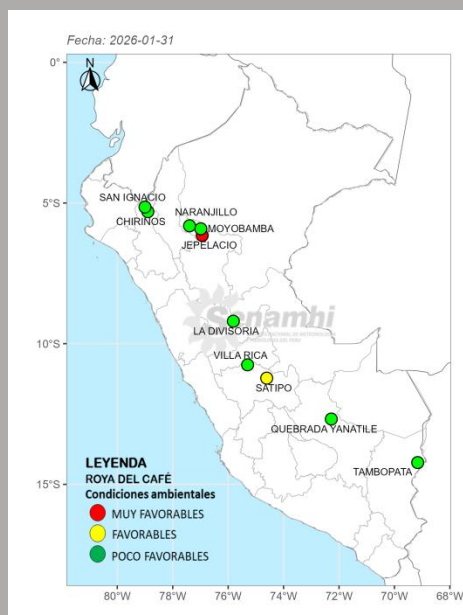 Fecha: 2026-01-31
N
0°
5°S
10°S
15°S
SAN IGNACIO
CHIRINOS
NARANJILLO
MOYOBAMBA
JEPELACIO
Senamhi
LA DIVISORIA
VILLA RICA
SATIPO
QUEBRADA YANATILE
TAMBOPATA
LEYENDA
ROYA DEL CAFÉ
Condiciones ambientales
MUY FAVORABLES
FAVORABLES
POCO FAVORABLES
80°W 78°W 76°W 74°W 72°W 70°W 68°W